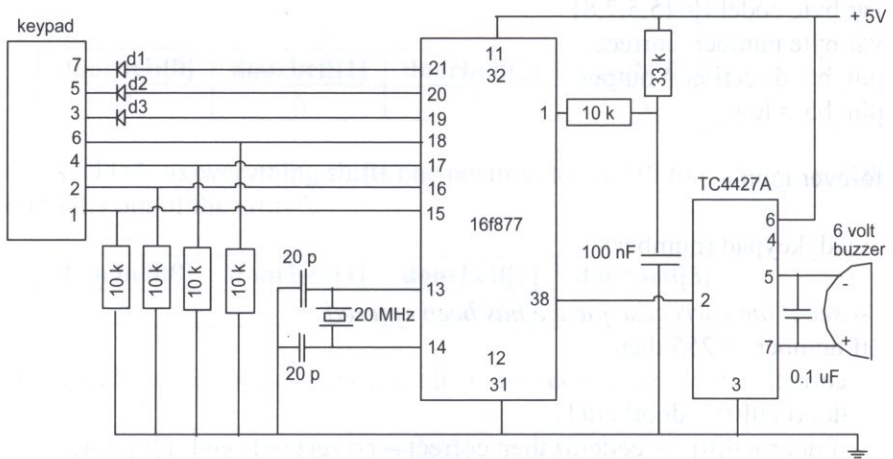 keypad
7
5
3
6
4
2
1
d1
d2
d3
21
20
19
18
17
16
15
11
32
1
16f877
13
38
14
12
31
10 k
10 k
10 k
10 k
20 p
20 MHz
20 p
33 k
10 k
100 nF
+ 5V
TC4427A
6
4
5
2
7
3
6 volt
buzzer
-
+
0.1 uF